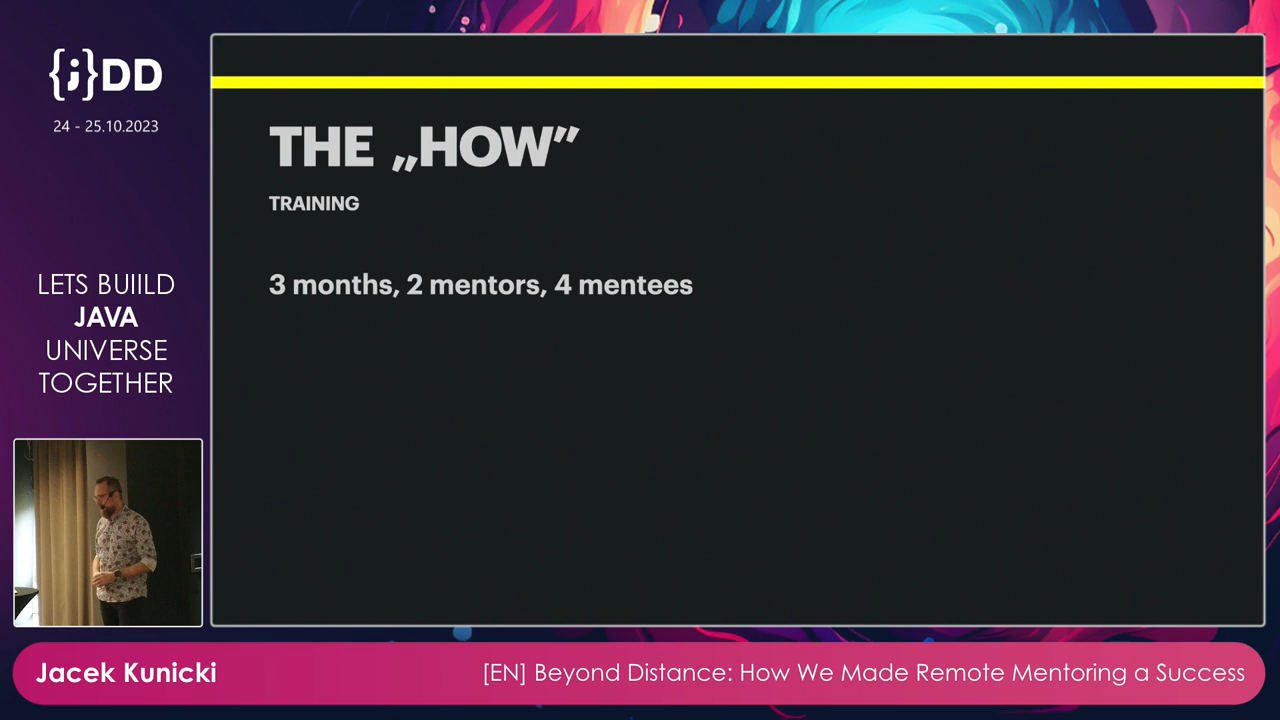 {j}DD
24 - 25.10.2023
LETS BUIILD
JAVA
UNIVERSE
TOGETHER
THE „HOW”
TRAINING
3 months, 2 mentors, 4 mentees
Jacek Kunicki
[EN] Beyond Distance: How We Made Remote Mentoring a Success